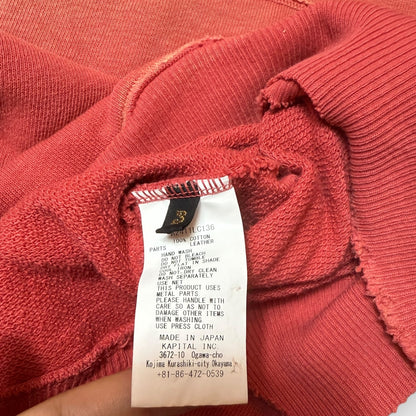 3
LC136
100% COTTON
PARTS LEATHER
HAND WASH
DO NOT BLEACH
DO NOT TUMBLE
DRY FLAT IN SHADE
LOW IRON
DO NOT DRY CLEAN
WASH SEPARATELY
USE NET
THIS PRODUCT USES
METAL PARTS
PLEASE HANDLE WITH
CARE SO AS NOT TO
DAMAGE OTHER ITEMS
WHEN WASHING
USE PRESS CLOTH
MADE IN JAPAN
KAPITAL INC.
3672-10 Ogawa-cho
Kojima Kurashiki-city Okayama
+81-86-472-0539